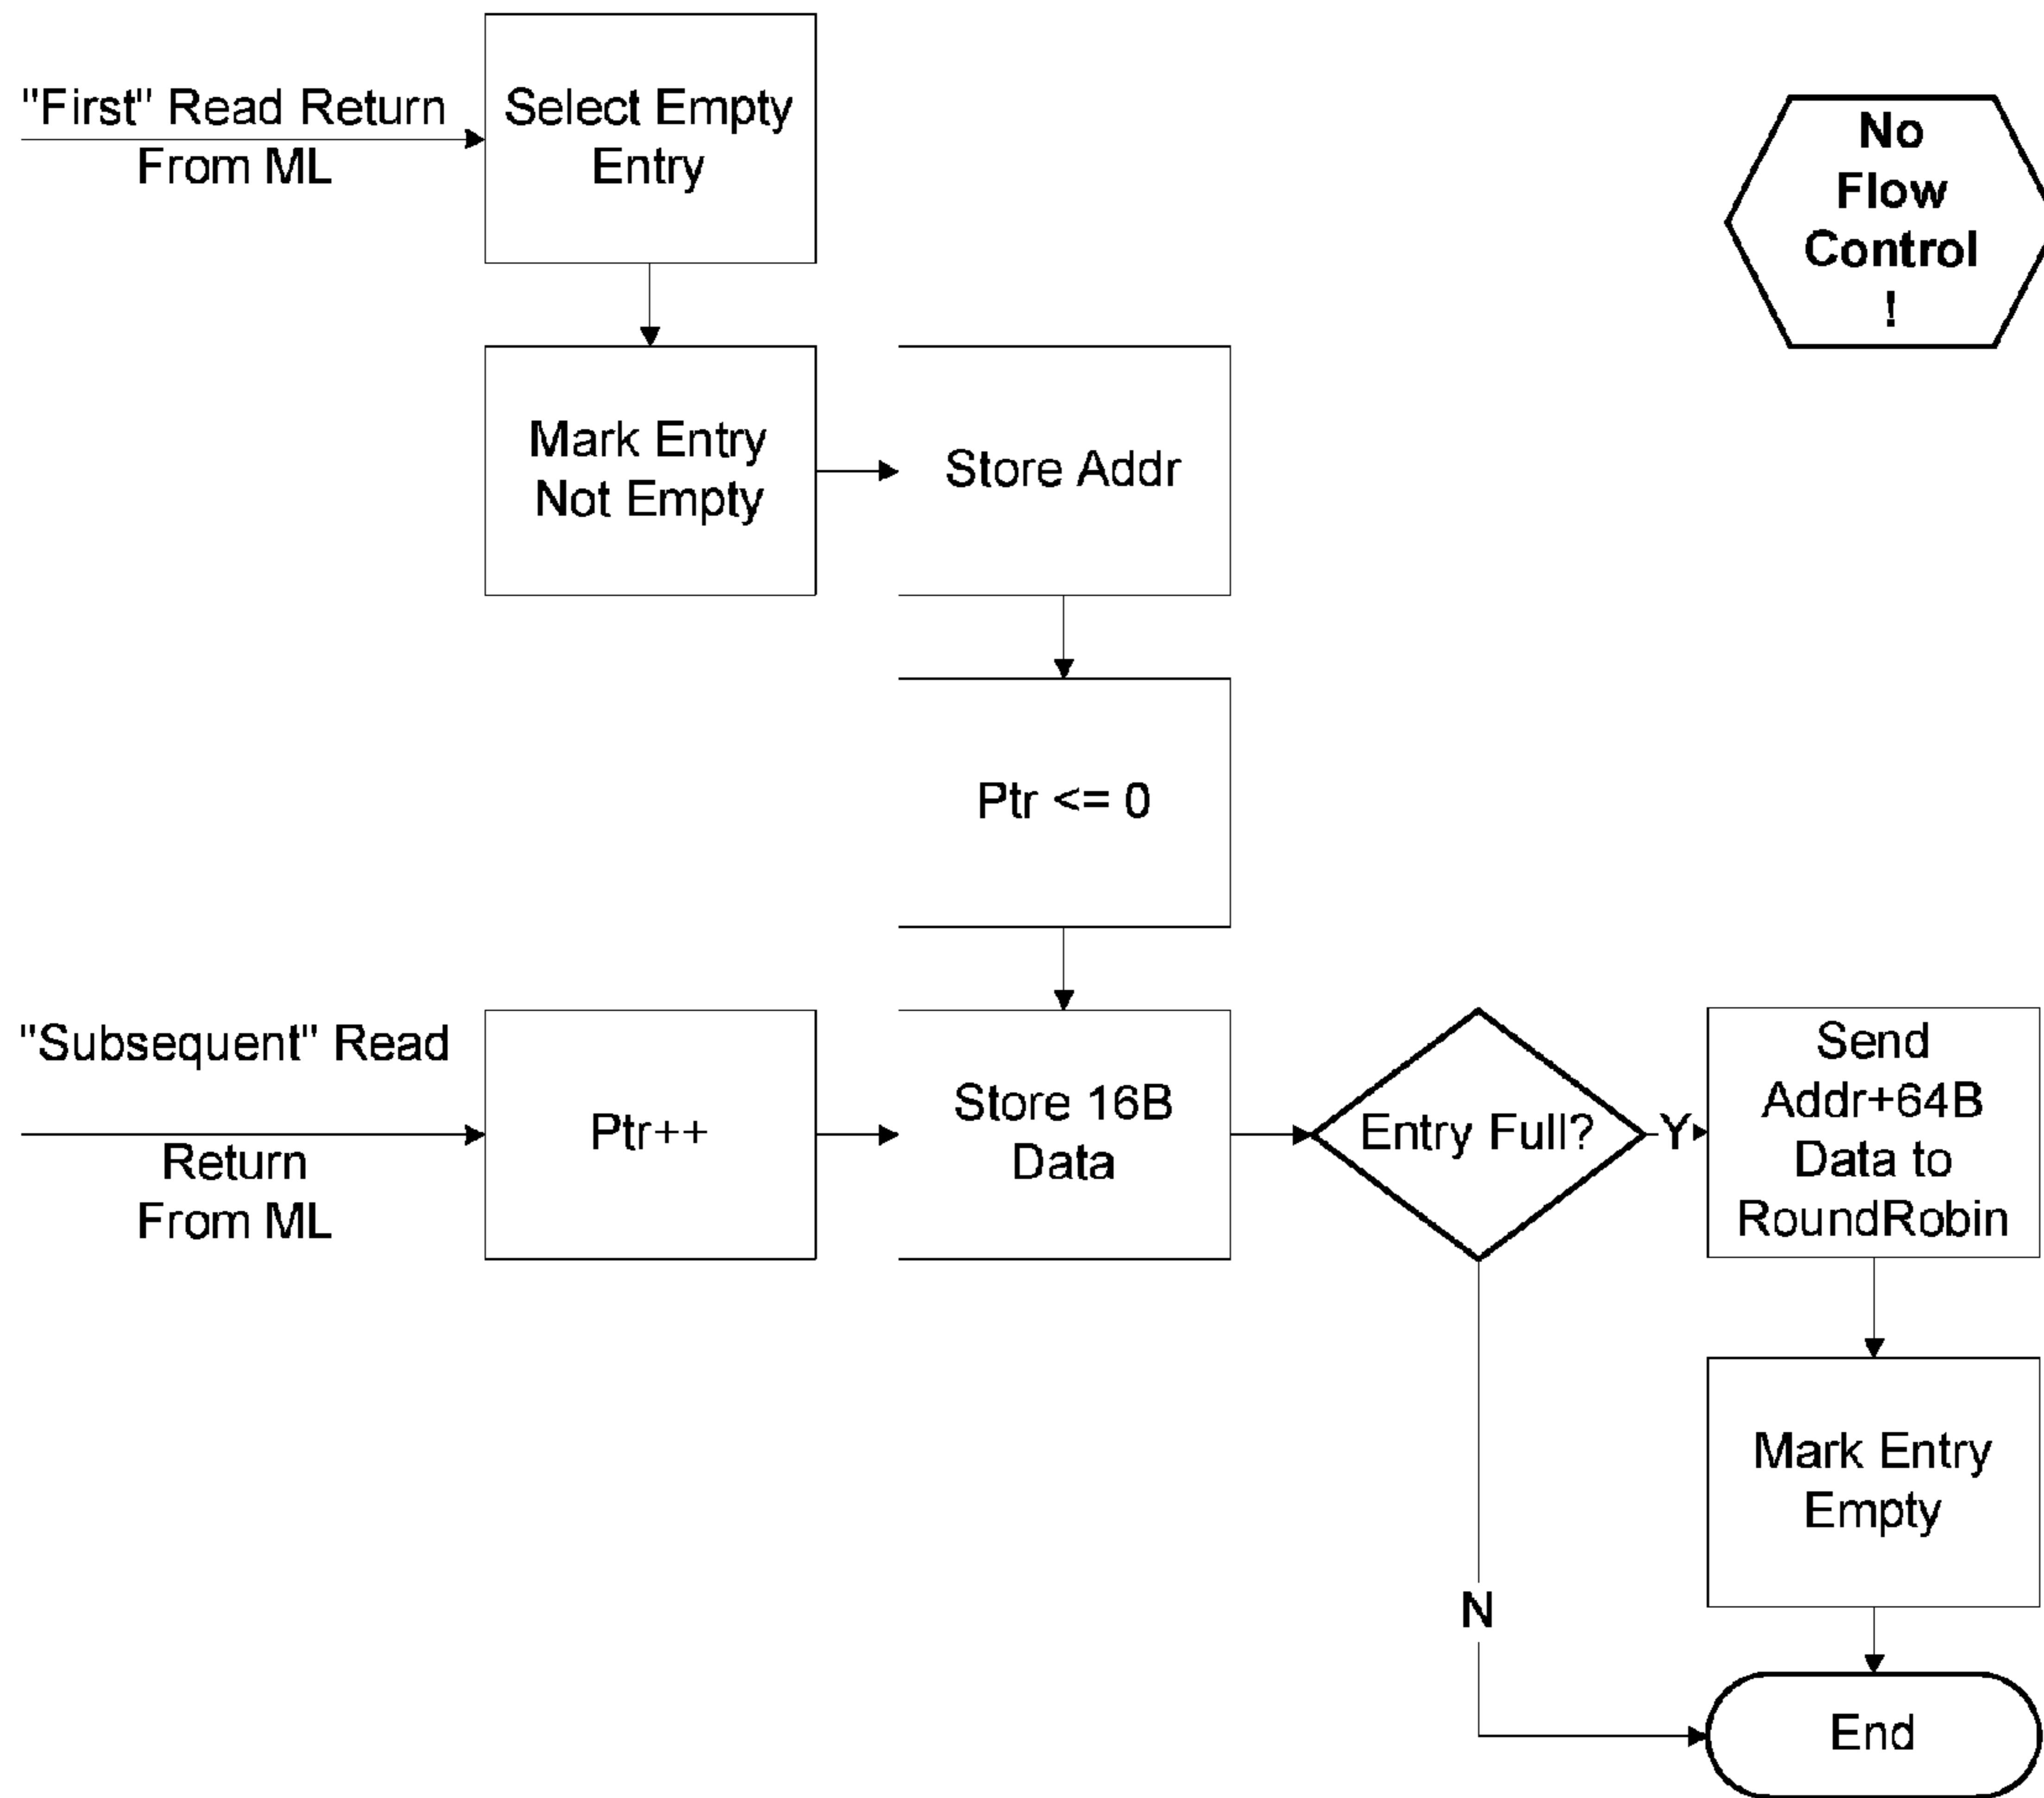 "First" Read Return
From ML
Select Empty
Entry
No
Flow
Control
!
Mark Entry
Not Empty
Store Addr
Ptr <= 0
"Subsequent" Read
Return
From ML
Ptr++
Store 16B
Data
Entry Full?
Y
Send
Addr+64B
Data to
RoundRobin
Mark Entry
Empty
N
End